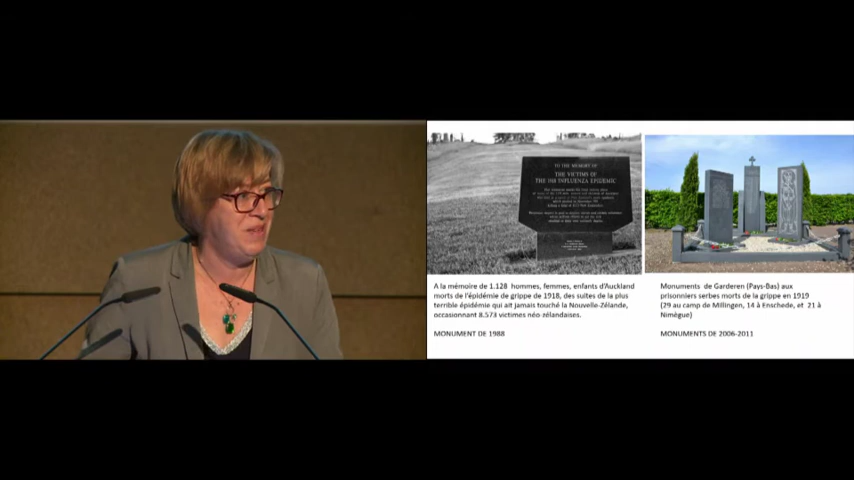 TO THE MEMORY OF
THE VICTIMS OF
THE 1918 INFLUENZA EPIDEMIC
A la mémoire de 1.128 hommes, femmes, enfants d'Auckland
morts de l'épidémie de grippe de 1918, des suites de la plus
terrible épidémie qui ait jamais touché la Nouvelle-Zélande,
occasionnant 8.573 victimes néo-zélandaises.
MONUMENT DE 1988
Monuments de Garderen (Pays-Bas) aux
prisonniers serbes morts de la grippe en 1919
(29 au camp de Millingen, 14 à Enschede, et 21 à
Nimègue)
MONUMENTS DE 2006-2011